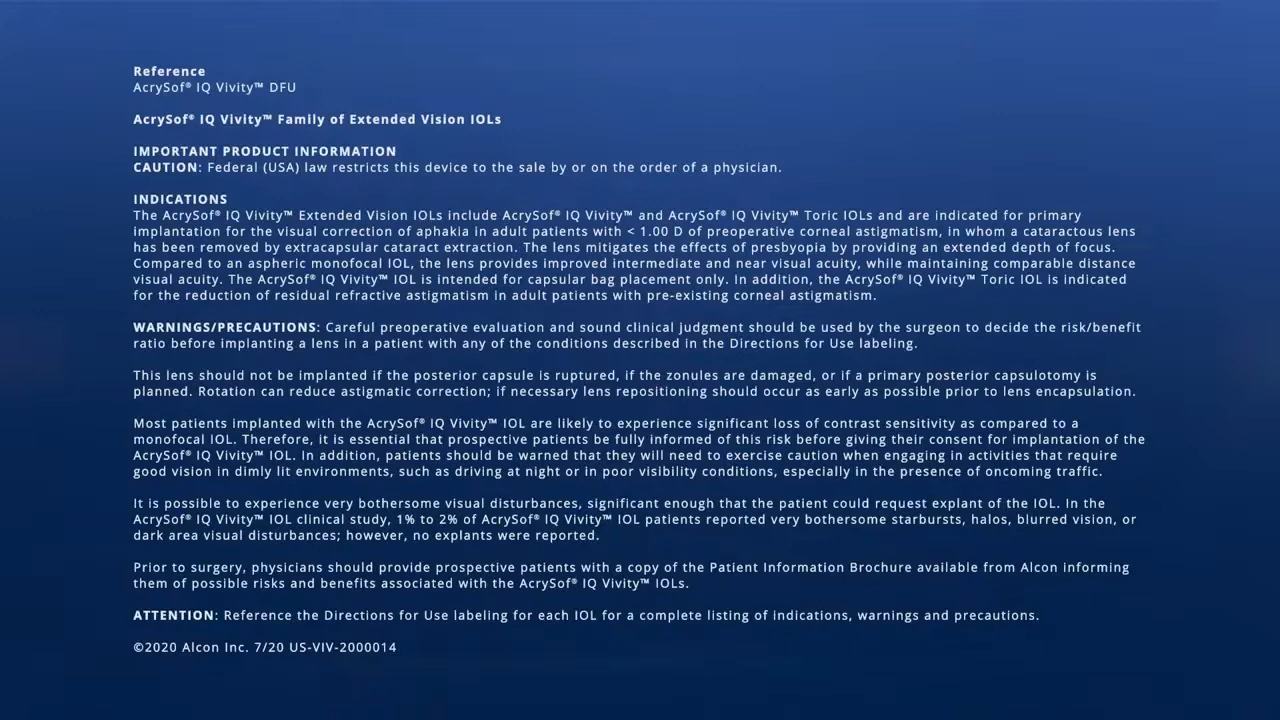 Reference
AcrySof® IQ Vivity™ DFU
AcrySof® IQ Vivity™ Family of Extended Vision IOLs
IMPORTANT PRODUCT INFORMATION
CAUTION: Federal (USA) law restricts this device to the sale by or on the order of a physician.
INDICATIONS
The AcrySof® IQ Vivity™ Extended Vision IOLs include AcrySof® IQ Vivity™ and AcrySof® IQ Vivity™ Toric IOLs and are indicated for primary
implantation for the visual correction of aphakia in adult patients with < 1.00 D of preoperative corneal astigmatism, in whom a cataractous lens
has been removed by extracapsular cataract extraction. The lens mitigates the effects of presbyopia by providing an extended depth of focus.
Compared to an aspheric monofocal IOL, the lens provides improved intermediate and near visual acuity, while maintaining comparable distance
visual acuity. The AcrySof® IQ Vivity™ IOL is intended for capsular bag placement only. In addition, the AcrySof® IQ Vivity™ Toric IOL is indicated
for the reduction of residual refractive astigmatism in adult patients with pre-existing corneal astigmatism.
WARNINGS/PRECAUTIONS: Careful preoperative evaluation and sound clinical judgment should be used by the surgeon to decide the risk/benefit
ratio before implanting a lens in a patient with any of the conditions described in the Directions for Use labeling.
This lens should not be implanted if the posterior capsule is ruptured, if the zonules are damaged, or if a primary posterior capsulotomy is
planned. Rotation can reduce astigmatic correction; if necessary lens repositioning should occur as early as possible prior to lens encapsulation.
Most patients implanted with the AcrySof® IQ Vivity™ IOL are likely to experience significant loss of contrast sensitivity as compared to a
monofocal IOL. Therefore, it is essential that prospective patients be fully informed of this risk before giving their consent for implantation of the
AcrySof® IQ Vivity™ IOL. In addition, patients should be warned that they will need to exercise caution when engaging in activities that require
good vision in dimly lit environments, such as driving at night or in poor visibility conditions, especially in the presence of oncoming traffic.
It is possible to experience very bothersome visual disturbances, significant enough that the patient could request explant of the IOL. In the
AcrySof® IQ Vivity™ IOL clinical study, 1% to 2% of AcrySof® IQ Vivity™ IOL patients reported very bothersome starbursts, halos, blurred vision, or
dark area visual disturbances; however, no explants were reported.
Prior to surgery, physicians should provide prospective patients with a copy of the Patient Information Brochure available from Alcon informing
them of possible risks and benefits associated with the AcrySof® IQ Vivity™ IOLs.
ATTENTION: Reference the Directions for Use labeling for each IOL for a complete listing of indications, warnings and precautions.
©2020 Alcon Inc. 7/20 US-VIV-2000014